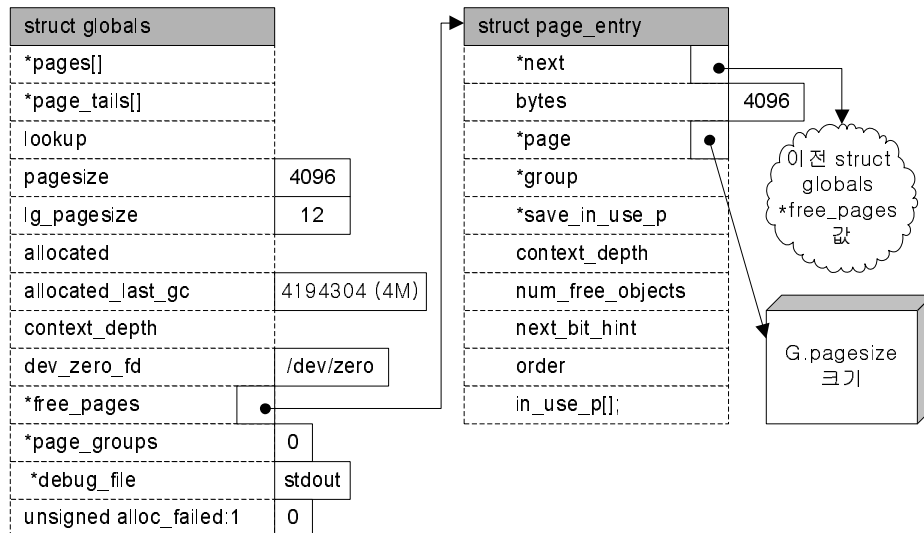 struct globals
*pages[]
*page_tails[]
lookup
pagesize 4096
lg_pagesize 12
allocated
allocated_last_gc 4194304 (4M)
context_depth
dev_zero_fd /dev/zero
*free_pages
*page_groups 0
*debug_file stdout
unsigned alloc_failed:1 0
struct page_entry
*next
bytes 4096
*page
*group
*save_in_use_p
context_depth
num_free_objects
next_bit_hint
order
in_use_p[];
이전 struct
globals
*free_pages
값
G.pagesize
크기